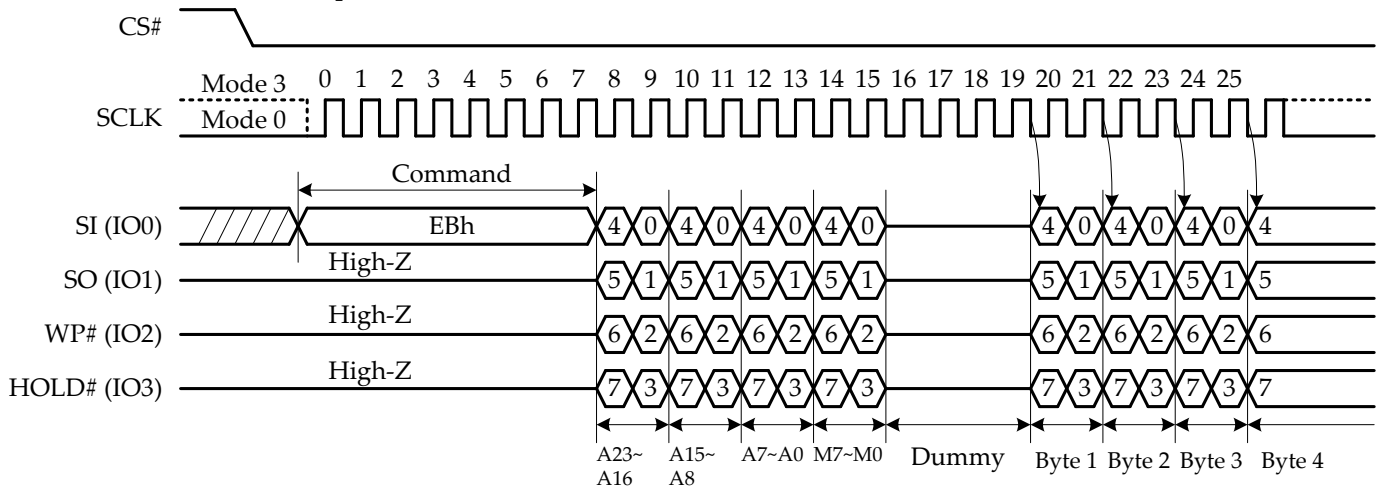 CS#
Mode 3 0 1 2 3 4 5 6 7 8 9 10 11 12 13 14 15 16 17 18 19 20 21 22 23 24 25
SCLK Mode 0
Command
SI (IO0) EBh 4 0 4 0 4 0 4 0 4 0 4 0 4 0 4
High-Z
SO (IO1) 5 1 5 1 5 1 5 1 5 1 5 1 5 1 5
High-Z
WP# (IO2) 6 2 6 2 6 2 6 2 6 2 6 2 6 2 6
High-Z
HOLD# (IO3) 7 3 7 3 7 3 7 3 7 3 7 3 7 3 7
A23~ A15~ A7~A0 M7~M0 Dummy Byte 1 Byte 2 Byte 3 Byte 4
A16 A8